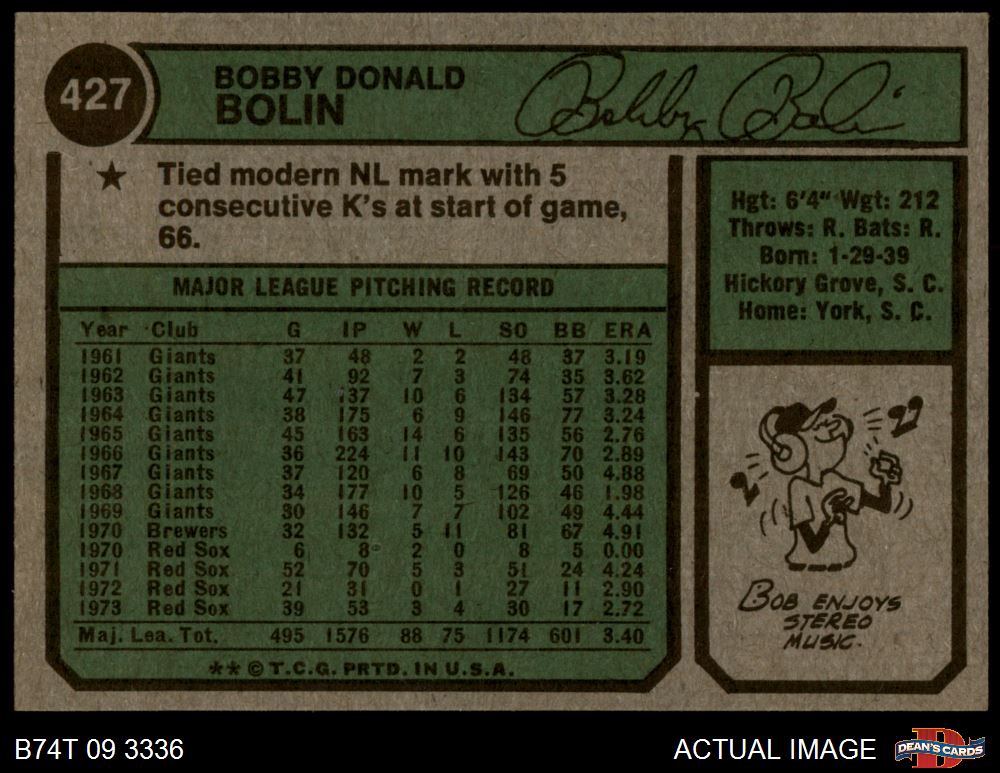 427
BOBBY DONALD
BOLIN
Bobby Bolin
★ Tied modern NL mark with 5
consecutive K's at start of game,
66.
Hgt: 6'4" Wgt: 212
Throws: R. Bats: R.
Born: 1-29-39
Hickory Grove, S. C.
Home: York, S. C.
MAJOR LEAGUE PITCHING RECORD
Year Club G IP W L SO BB ERA
1961 Giants 37 48 2 2 48 37 3.19
1962 Giants 41 92 7 3 74 35 3.62
1963 Giants 47 137 10 6 134 57 3.28
1964 Giants 38 175 6 9 146 77 3.24
1965 Giants 45 163 14 6 135 56 2.76
1966 Giants 36 224 11 10 143 70 2.89
1967 Giants 37 120 6 8 69 50 4.88
1968 Giants 34 177 10 5 126 46 1.98
1969 Giants 30 146 7 7 102 49 4.44
1970 Brewers 32 132 5 11 81 67 4.91
1970 Red Sox 6 8 2 0 8 5 0.00
1971 Red Sox 52 70 5 3 51 24 4.24
1972 Red Sox 21 31 0 1 27 11 2.90
1973 Red Sox 39 53 3 4 30 17 2.72
Maj. Lea. Tot. 495 1576 88 75 1174 601 3.40
** © T.C.G. PRTD. IN U.S.A.
BOB ENJOYS
STEREO
MUSIC.
B74T 09 3336
ACTUAL IMAGE
D
DEAN'S CARDS